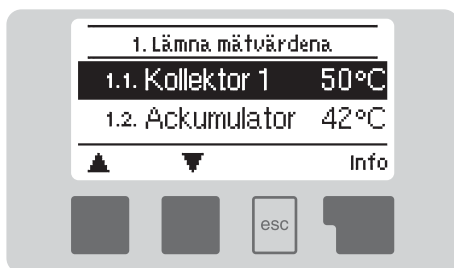 1. Lämna mätvärdena
1.1. Kollektor 1 50°C
1.2. Ackumulator 42°C
▲ ▼ Info
esc